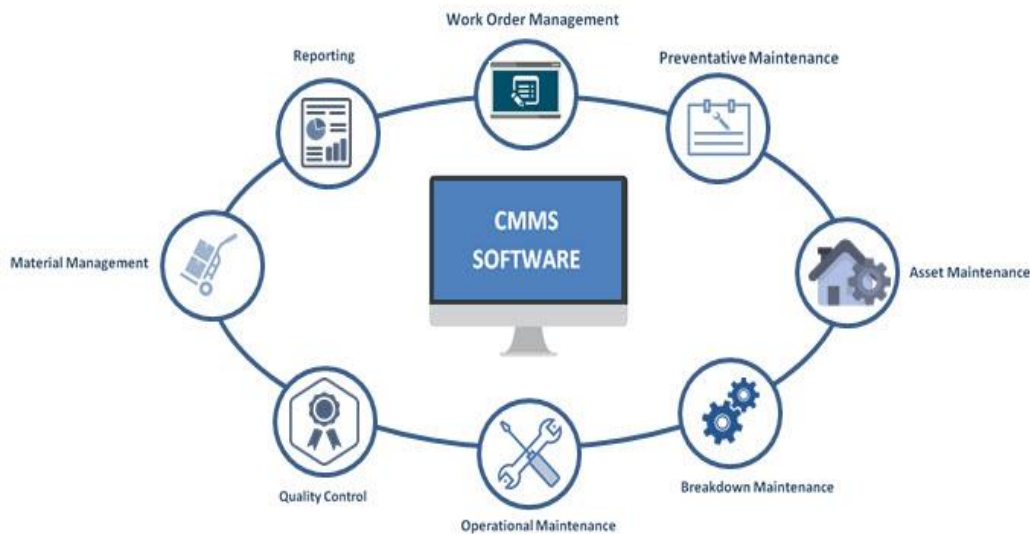 Work Order Management
Reporting
Preventative Maintenance
CMMS
SOFTWARE
Material Management
Asset Maintenance
Quality Control
Breakdown Maintenance
Operational Maintenance